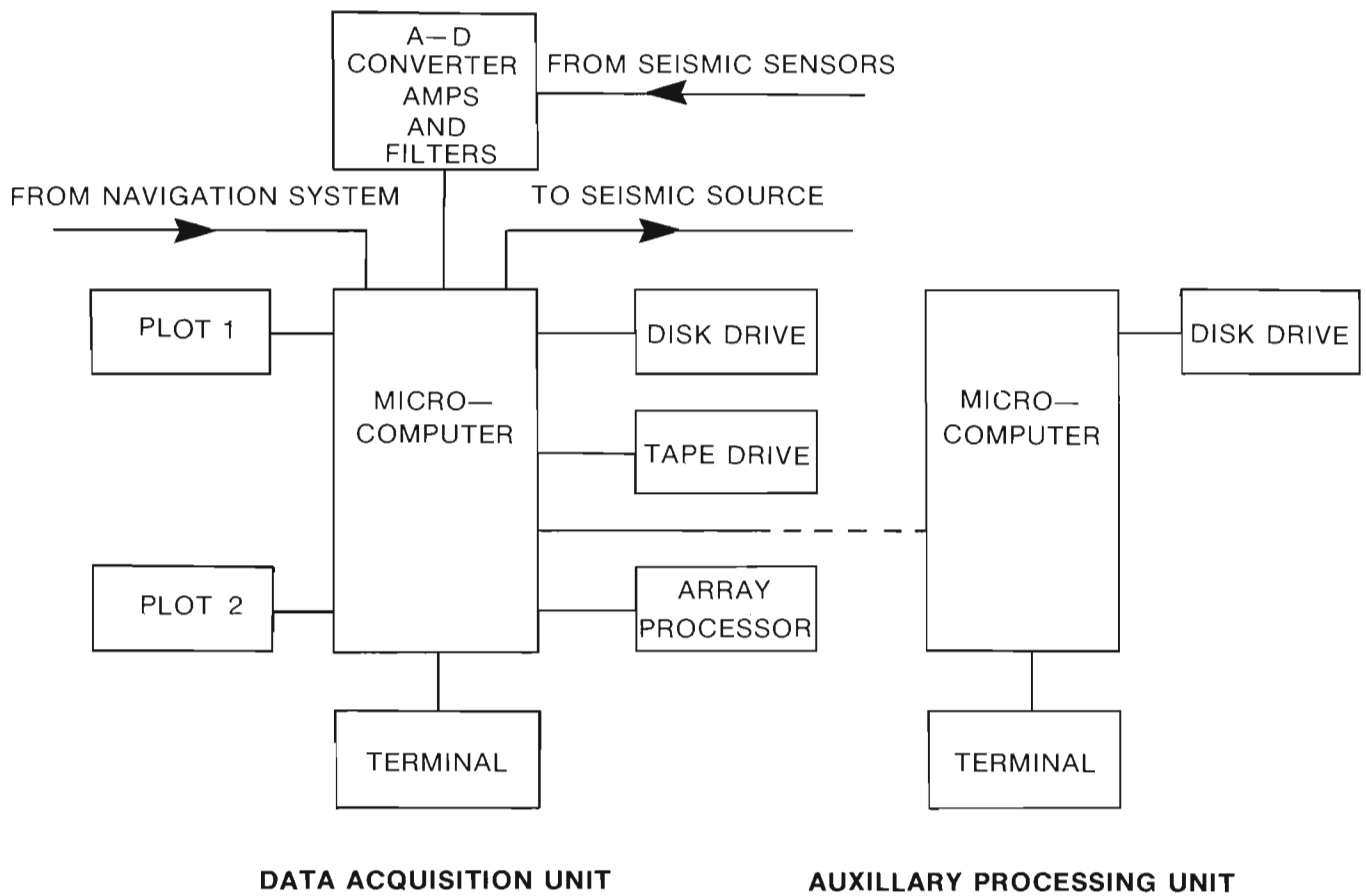 A—D
CONVERTER
AMPS
AND
FILTERS
FROM SEISMIC SENSORS
FROM NAVIGATION SYSTEM
TO SEISMIC SOURCE
PLOT 1
DISK DRIVE
DISK DRIVE
MICRO—
COMPUTER
MICRO—
COMPUTER
TAPE DRIVE
PLOT 2
ARRAY
PROCESSOR
TERMINAL
TERMINAL
DATA ACQUISITION UNIT
AUXILLARY PROCESSING UNIT